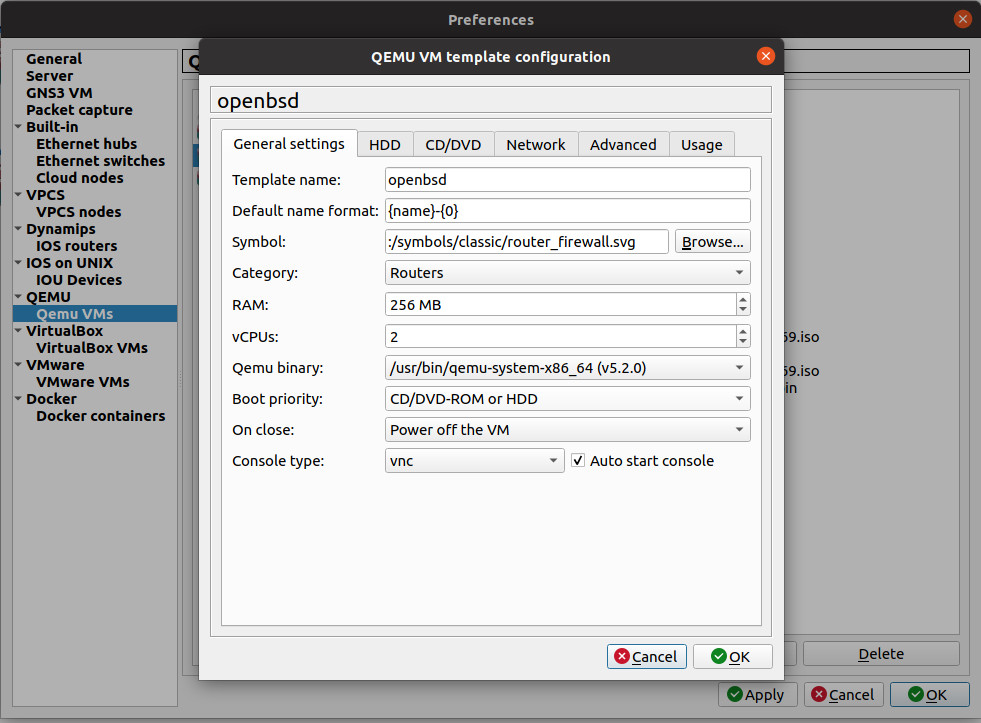 Preferences
General
Server
GNS3 VM
Packet capture
Built-in
Ethernet hubs
Ethernet switches
Cloud nodes
VPCS
VPCS nodes
Dynamips
IOS routers
IOS on UNIX
IOU Devices
QEMU
Qemu VMs
VirtualBox
VirtualBox VMs
VMware
VMware VMs
Docker
Docker containers
QEMU VM template configuration
openbsd
General settings HDD CD/DVD Network Advanced Usage
Template name: openbsd
Default name format: {name}-{0}
Symbol: :/symbols/classic/router_firewall.svg Browse...
Category: Routers
RAM: 256 MB
vCPUs: 2
Qemu binary: /usr/bin/qemu-system-x86_64 (v5.2.0)
Boot priority: CD/DVD-ROM or HDD
On close: Power off the VM
Console type: vnc Auto start console
Cancel OK
69.iso
69.iso
in
Delete
Apply Cancel OK